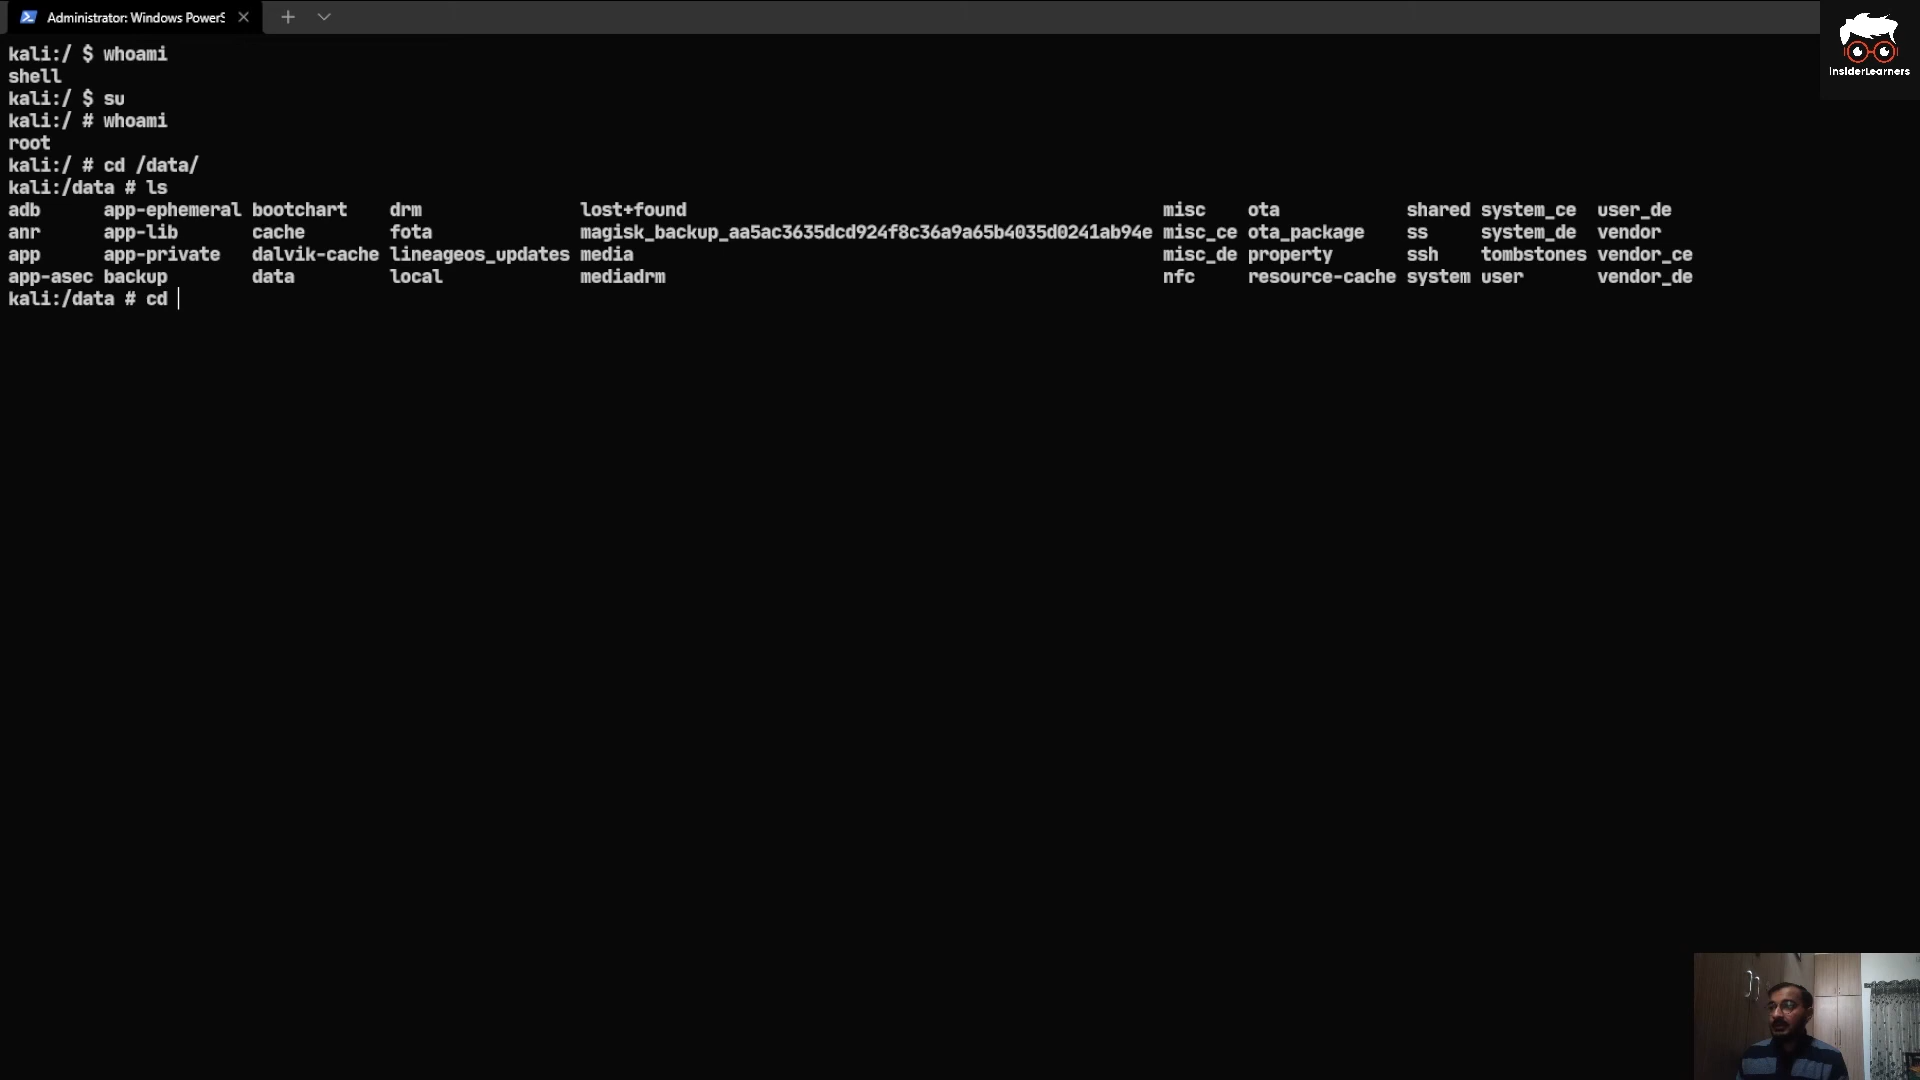 Administrator: Windows PowerS
InsiderLearners
kali:/ $ whoami
shell
kali:/ $ su
kali:/ # whoami
root
kali:/ # cd /data/
kali:/data # ls
adb app-ephemeral bootchart drm lost+found misc ota shared system_ce user_de
anr app-lib cache fota magisk_backup_aa5ac3635dcd924f8c36a9a65b4035d0241ab94e misc_ce ota_package ss system_de vendor
app app-private dalvik-cache lineageos_updates media misc_de property ssh tombstones vendor_ce
app-asec backup data local mediadrm nfc resource-cache system user vendor_de
kali:/data # cd